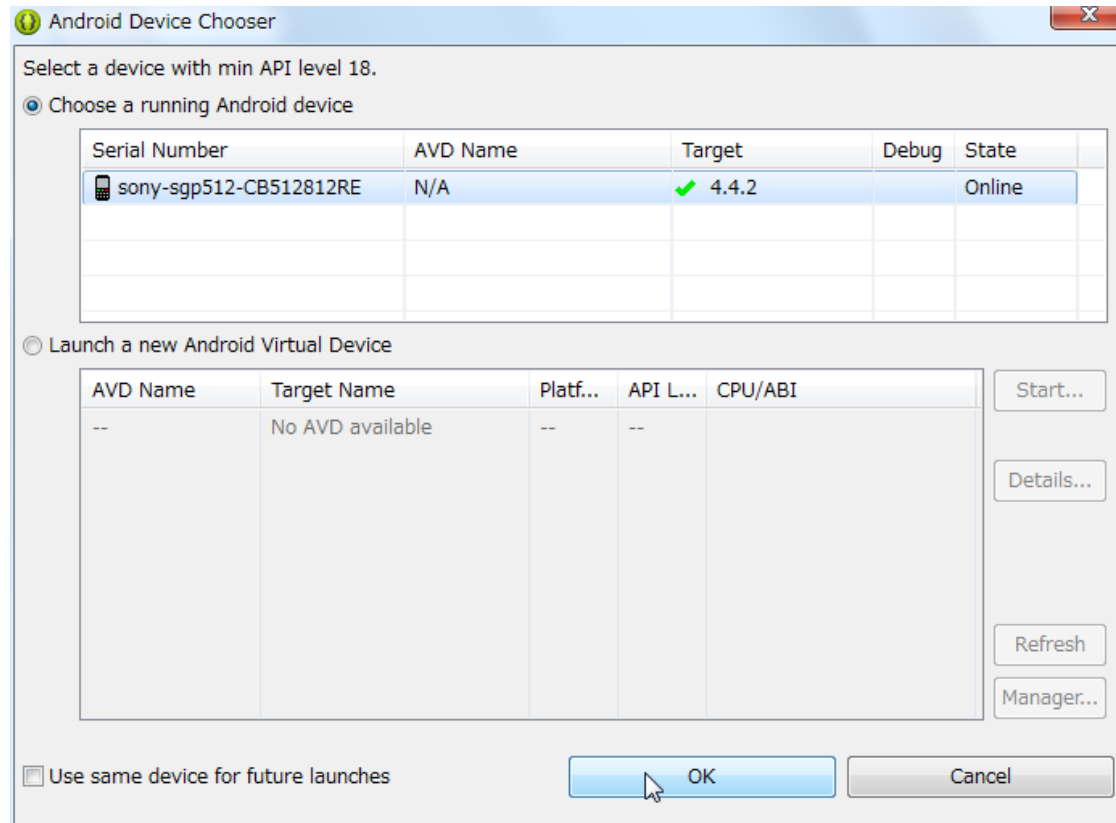 Android Device Chooser
X
Select a device with min API level 18.
Choose a running Android device
Serial Number AVD Name Target Debug State
sony-sgp512-CB512812RE N/A 4.4.2 Online
Launch a new Android Virtual Device
AVD Name Target Name Platf... API L... CPU/ABI
Start...
-- No AVD available -- --
Details...
Refresh
Manager...
Use same device for future launches
OK Cancel